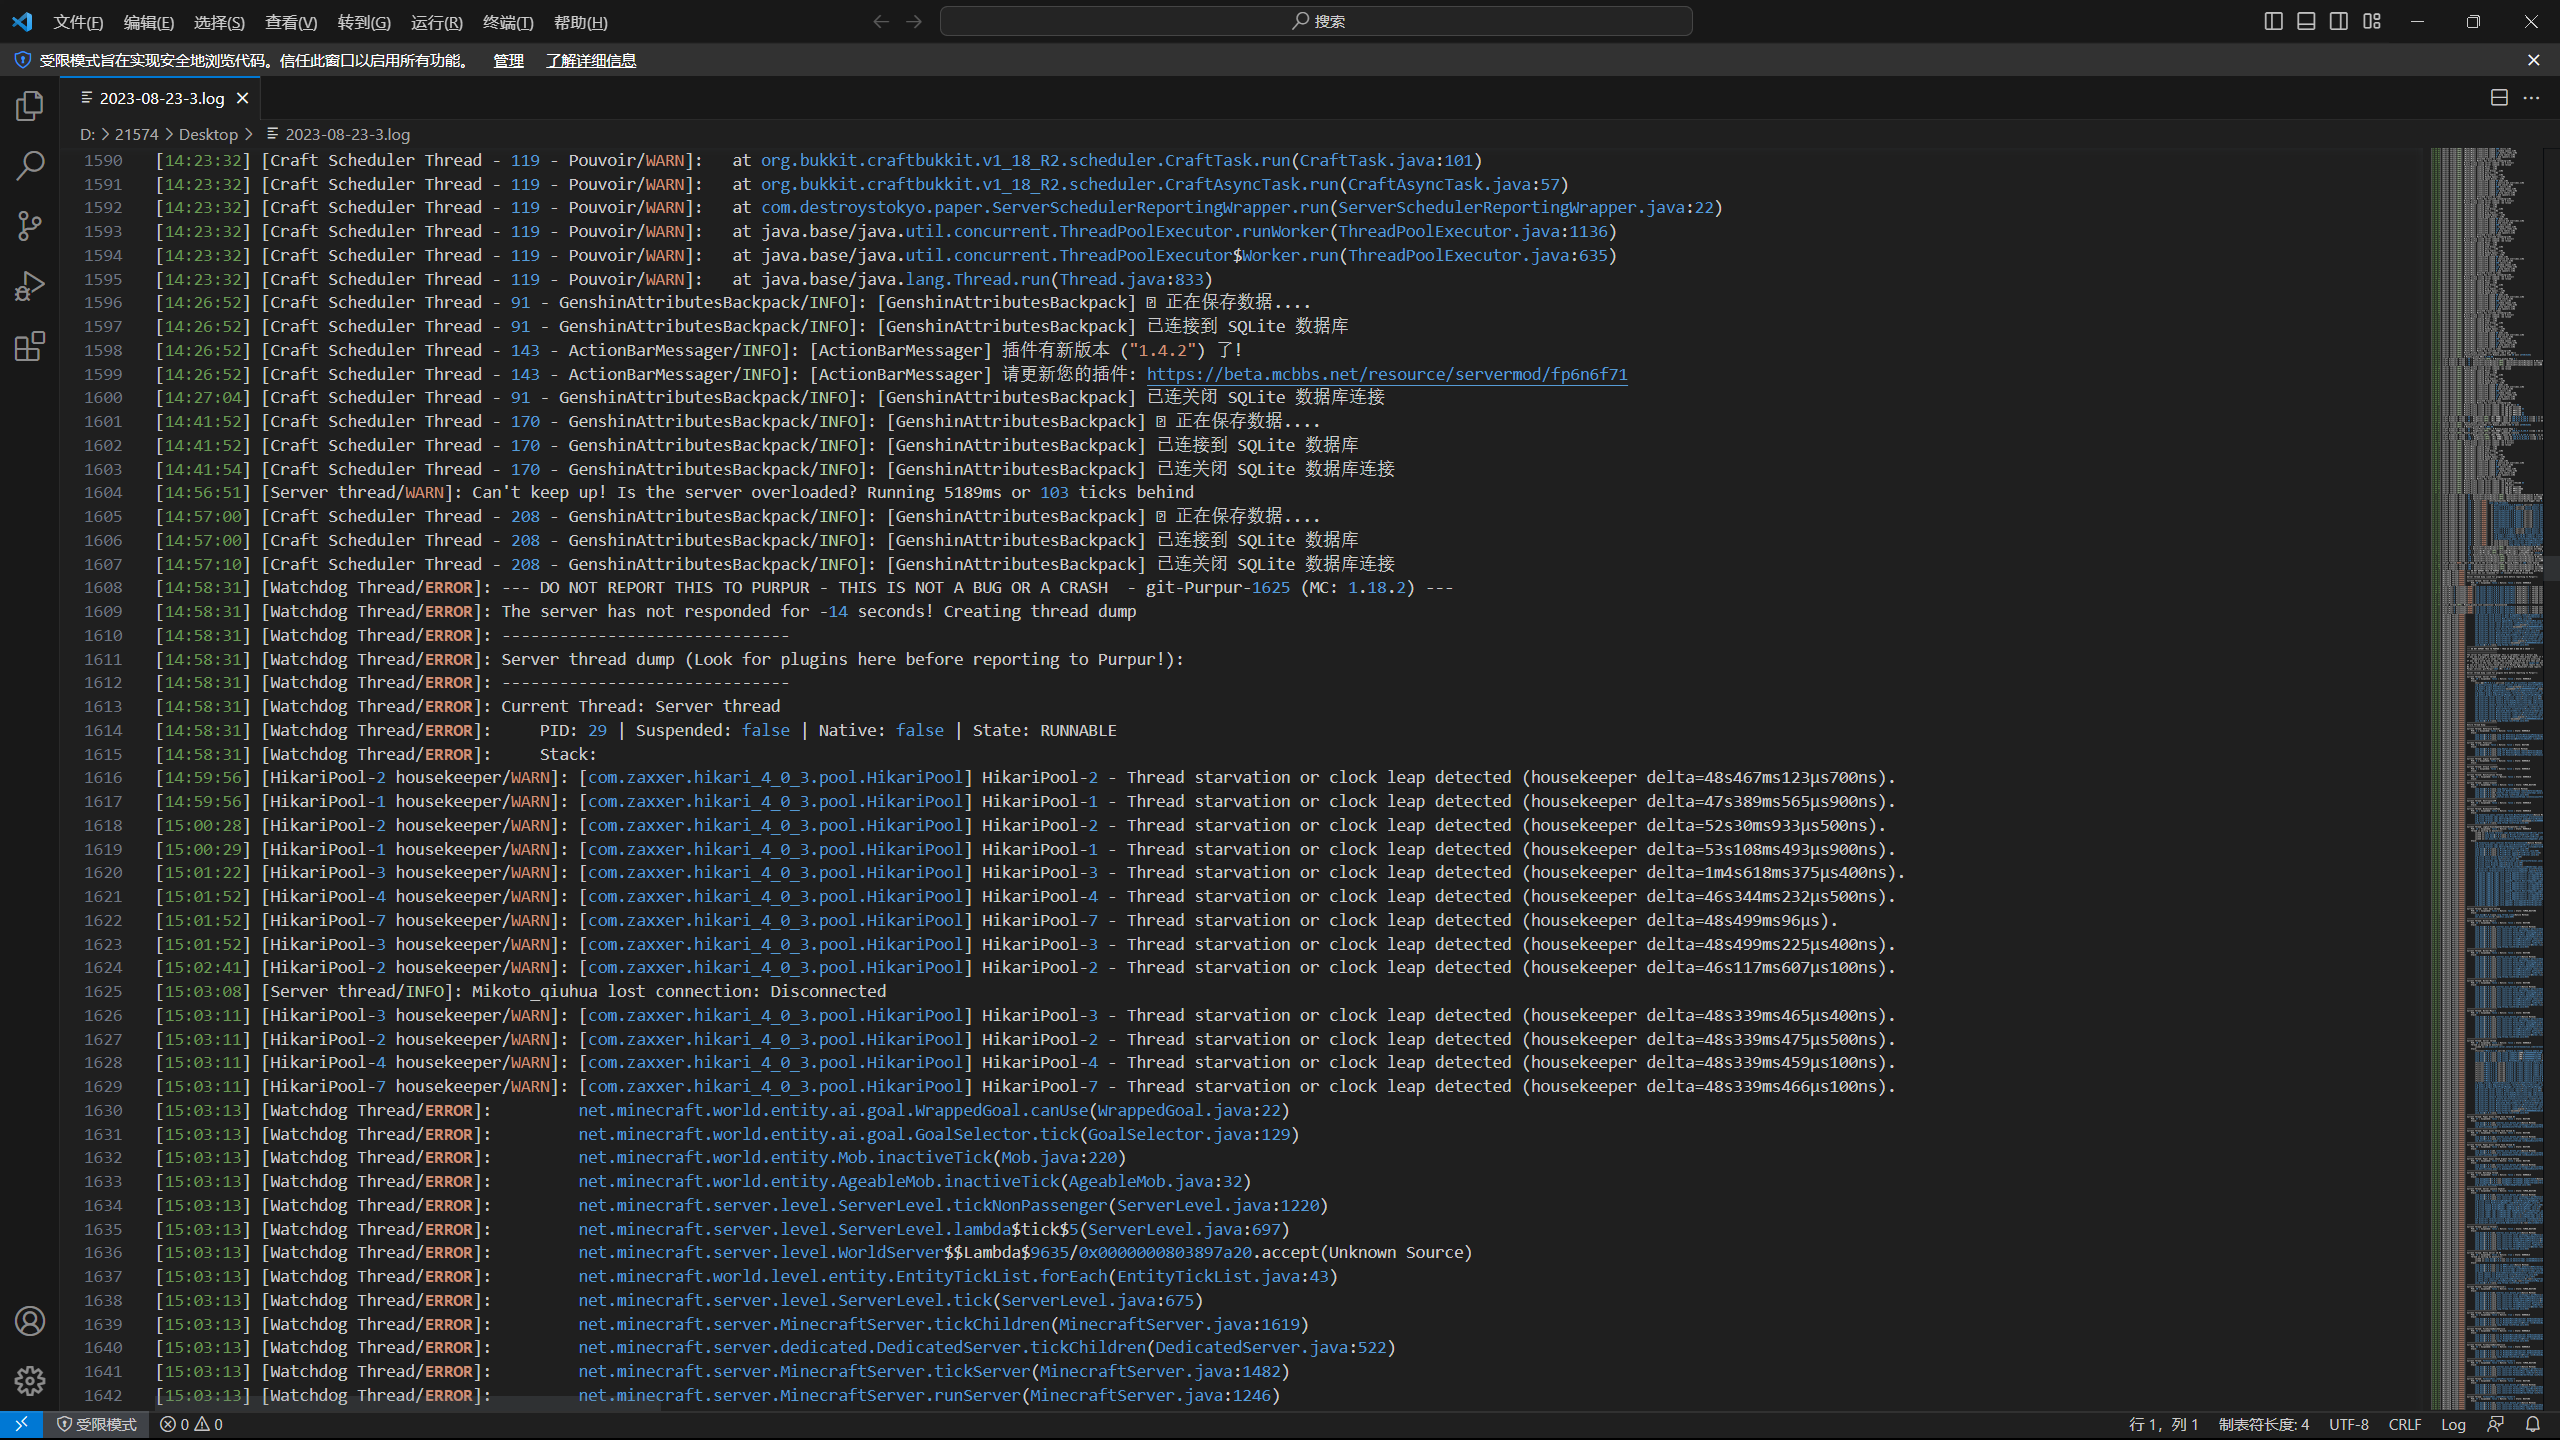 文件(F) 编辑(E) 选择(S) 查看(V) 转到(G) 运行(R) 终端(T) 帮助(H) 搜索
受限模式旨在实现安全地浏览代码。信任此窗口以启用所有功能。 管理 了解详细信息
2023-08-23-3.log
D: > 21574 > Desktop > 2023-08-23-3.log
1590 [14:23:32] [Craft Scheduler Thread - 119 - Pouvoir/WARN]: at org.bukkit.craftbukkit.v1_18_R2.scheduler.CraftTask.run(CraftTask.java:101)
1591 [14:23:32] [Craft Scheduler Thread - 119 - Pouvoir/WARN]: at org.bukkit.craftbukkit.v1_18_R2.scheduler.CraftAsyncTask.run(CraftAsyncTask.java:57)
1592 [14:23:32] [Craft Scheduler Thread - 119 - Pouvoir/WARN]: at com.destroystokyo.paper.ServerSchedulerReportingWrapper.run(ServerSchedulerReportingWrapper.java:22)
1593 [14:23:32] [Craft Scheduler Thread - 119 - Pouvoir/WARN]: at java.base/java.util.concurrent.ThreadPoolExecutor.runWorker(ThreadPoolExecutor.java:1136)
1594 [14:23:32] [Craft Scheduler Thread - 119 - Pouvoir/WARN]: at java.base/java.util.concurrent.ThreadPoolExecutor$Worker.run(ThreadPoolExecutor.java:635)
1595 [14:23:32] [Craft Scheduler Thread - 119 - Pouvoir/WARN]: at java.base/java.lang.Thread.run(Thread.java:833)
1596 [14:26:52] [Craft Scheduler Thread - 91 - GenshinAttributesBackpack/INFO]: [GenshinAttributesBackpack] 正在保存数据....
1597 [14:26:52] [Craft Scheduler Thread - 91 - GenshinAttributesBackpack/INFO]: [GenshinAttributesBackpack] 已连接到 SQLite 数据库
1598 [14:26:52] [Craft Scheduler Thread - 143 - ActionBarMessager/INFO]: [ActionBarMessager] 插件有新版本 ("1.4.2") 了!
1599 [14:26:52] [Craft Scheduler Thread - 143 - ActionBarMessager/INFO]: [ActionBarMessager] 请更新您的插件: https://beta.mcbbs.net/resource/servermod/fp6n6f71
1600 [14:27:04] [Craft Scheduler Thread - 91 - GenshinAttributesBackpack/INFO]: [GenshinAttributesBackpack] 已连关闭 SQLite 数据库连接
1601 [14:41:52] [Craft Scheduler Thread - 170 - GenshinAttributesBackpack/INFO]: [GenshinAttributesBackpack] 正在保存数据....
1602 [14:41:52] [Craft Scheduler Thread - 170 - GenshinAttributesBackpack/INFO]: [GenshinAttributesBackpack] 已连接到 SQLite 数据库
1603 [14:41:54] [Craft Scheduler Thread - 170 - GenshinAttributesBackpack/INFO]: [GenshinAttributesBackpack] 已连关闭 SQLite 数据库连接
1604 [14:56:51] [Server thread/WARN]: Can't keep up! Is the server overloaded? Running 5189ms or 103 ticks behind
1605 [14:57:00] [Craft Scheduler Thread - 208 - GenshinAttributesBackpack/INFO]: [GenshinAttributesBackpack] 正在保存数据....
1606 [14:57:00] [Craft Scheduler Thread - 208 - GenshinAttributesBackpack/INFO]: [GenshinAttributesBackpack] 已连接到 SQLite 数据库
1607 [14:57:10] [Craft Scheduler Thread - 208 - GenshinAttributesBackpack/INFO]: [GenshinAttributesBackpack] 已连关闭 SQLite 数据库连接
1608 [14:58:31] [Watchdog Thread/ERROR]: --- DO NOT REPORT THIS TO PURPUR - THIS IS NOT A BUG OR A CRASH  - git-Purpur-1625 (MC: 1.18.2) ---
1609 [14:58:31] [Watchdog Thread/ERROR]: The server has not responded for -14 seconds! Creating thread dump
1610 [14:58:31] [Watchdog Thread/ERROR]: ------------------------------
1611 [14:58:31] [Watchdog Thread/ERROR]: Server thread dump (Look for plugins here before reporting to Purpur!):
1612 [14:58:31] [Watchdog Thread/ERROR]: ------------------------------
1613 [14:58:31] [Watchdog Thread/ERROR]: Current Thread: Server thread
1614 [14:58:31] [Watchdog Thread/ERROR]: PID: 29 | Suspended: false | Native: false | State: RUNNABLE
1615 [14:58:31] [Watchdog Thread/ERROR]: Stack:
1616 [14:59:56] [HikariPool-2 housekeeper/WARN]: [com.zaxxer.hikari_4_0_3.pool.HikariPool] HikariPool-2 - Thread starvation or clock leap detected (housekeeper delta=48s467ms123µs700ns).
1617 [14:59:56] [HikariPool-1 housekeeper/WARN]: [com.zaxxer.hikari_4_0_3.pool.HikariPool] HikariPool-1 - Thread starvation or clock leap detected (housekeeper delta=47s389ms565µs900ns).
1618 [15:00:28] [HikariPool-2 housekeeper/WARN]: [com.zaxxer.hikari_4_0_3.pool.HikariPool] HikariPool-2 - Thread starvation or clock leap detected (housekeeper delta=52s30ms933µs500ns).
1619 [15:00:29] [HikariPool-1 housekeeper/WARN]: [com.zaxxer.hikari_4_0_3.pool.HikariPool] HikariPool-1 - Thread starvation or clock leap detected (housekeeper delta=53s108ms493µs900ns).
1620 [15:01:22] [HikariPool-3 housekeeper/WARN]: [com.zaxxer.hikari_4_0_3.pool.HikariPool] HikariPool-3 - Thread starvation or clock leap detected (housekeeper delta=1m4s618ms375µs400ns).
1621 [15:01:52] [HikariPool-4 housekeeper/WARN]: [com.zaxxer.hikari_4_0_3.pool.HikariPool] HikariPool-4 - Thread starvation or clock leap detected (housekeeper delta=46s344ms232µs500ns).
1622 [15:01:52] [HikariPool-7 housekeeper/WARN]: [com.zaxxer.hikari_4_0_3.pool.HikariPool] HikariPool-7 - Thread starvation or clock leap detected (housekeeper delta=48s499ms96µs).
1623 [15:01:52] [HikariPool-3 housekeeper/WARN]: [com.zaxxer.hikari_4_0_3.pool.HikariPool] HikariPool-3 - Thread starvation or clock leap detected (housekeeper delta=48s499ms225µs400ns).
1624 [15:02:41] [HikariPool-2 housekeeper/WARN]: [com.zaxxer.hikari_4_0_3.pool.HikariPool] HikariPool-2 - Thread starvation or clock leap detected (housekeeper delta=46s117ms607µs100ns).
1625 [15:03:08] [Server thread/INFO]: Mikoto_qiuhua lost connection: Disconnected
1626 [15:03:11] [HikariPool-3 housekeeper/WARN]: [com.zaxxer.hikari_4_0_3.pool.HikariPool] HikariPool-3 - Thread starvation or clock leap detected (housekeeper delta=48s339ms465µs400ns).
1627 [15:03:11] [HikariPool-2 housekeeper/WARN]: [com.zaxxer.hikari_4_0_3.pool.HikariPool] HikariPool-2 - Thread starvation or clock leap detected (housekeeper delta=48s339ms475µs500ns).
1628 [15:03:11] [HikariPool-4 housekeeper/WARN]: [com.zaxxer.hikari_4_0_3.pool.HikariPool] HikariPool-4 - Thread starvation or clock leap detected (housekeeper delta=48s339ms459µs100ns).
1629 [15:03:11] [HikariPool-7 housekeeper/WARN]: [com.zaxxer.hikari_4_0_3.pool.HikariPool] HikariPool-7 - Thread starvation or clock leap detected (housekeeper delta=48s339ms466µs100ns).
1630 [15:03:13] [Watchdog Thread/ERROR]: net.minecraft.world.entity.ai.goal.WrappedGoal.canUse(WrappedGoal.java:22)
1631 [15:03:13] [Watchdog Thread/ERROR]: net.minecraft.world.entity.ai.goal.GoalSelector.tick(GoalSelector.java:129)
1632 [15:03:13] [Watchdog Thread/ERROR]: net.minecraft.world.entity.Mob.inactiveTick(Mob.java:220)
1633 [15:03:13] [Watchdog Thread/ERROR]: net.minecraft.world.entity.AgeableMob.inactiveTick(AgeableMob.java:32)
1634 [15:03:13] [Watchdog Thread/ERROR]: net.minecraft.server.level.ServerLevel.tickNonPassenger(ServerLevel.java:1220)
1635 [15:03:13] [Watchdog Thread/ERROR]: net.minecraft.server.level.ServerLevel.lambda$tick$5(ServerLevel.java:697)
1636 [15:03:13] [Watchdog Thread/ERROR]: net.minecraft.server.level.WorldServer$$Lambda$9635/0x0000000803897a20.accept(Unknown Source)
1637 [15:03:13] [Watchdog Thread/ERROR]: net.minecraft.world.level.entity.EntityTickList.forEach(EntityTickList.java:43)
1638 [15:03:13] [Watchdog Thread/ERROR]: net.minecraft.server.level.ServerLevel.tick(ServerLevel.java:675)
1639 [15:03:13] [Watchdog Thread/ERROR]: net.minecraft.server.MinecraftServer.tickChildren(MinecraftServer.java:1619)
1640 [15:03:13] [Watchdog Thread/ERROR]: net.minecraft.server.dedicated.DedicatedServer.tickChildren(DedicatedServer.java:522)
1641 [15:03:13] [Watchdog Thread/ERROR]: net.minecraft.server.MinecraftServer.tickServer(MinecraftServer.java:1482)
1642 [15:03:13] [Watchdog Thread/ERROR]: net.minecraft.server.MinecraftServer.runServer(MinecraftServer.java:1246)
受限模式 0 0 行 1，列 1 制表符长度: 4 UTF-8 CRLF Log